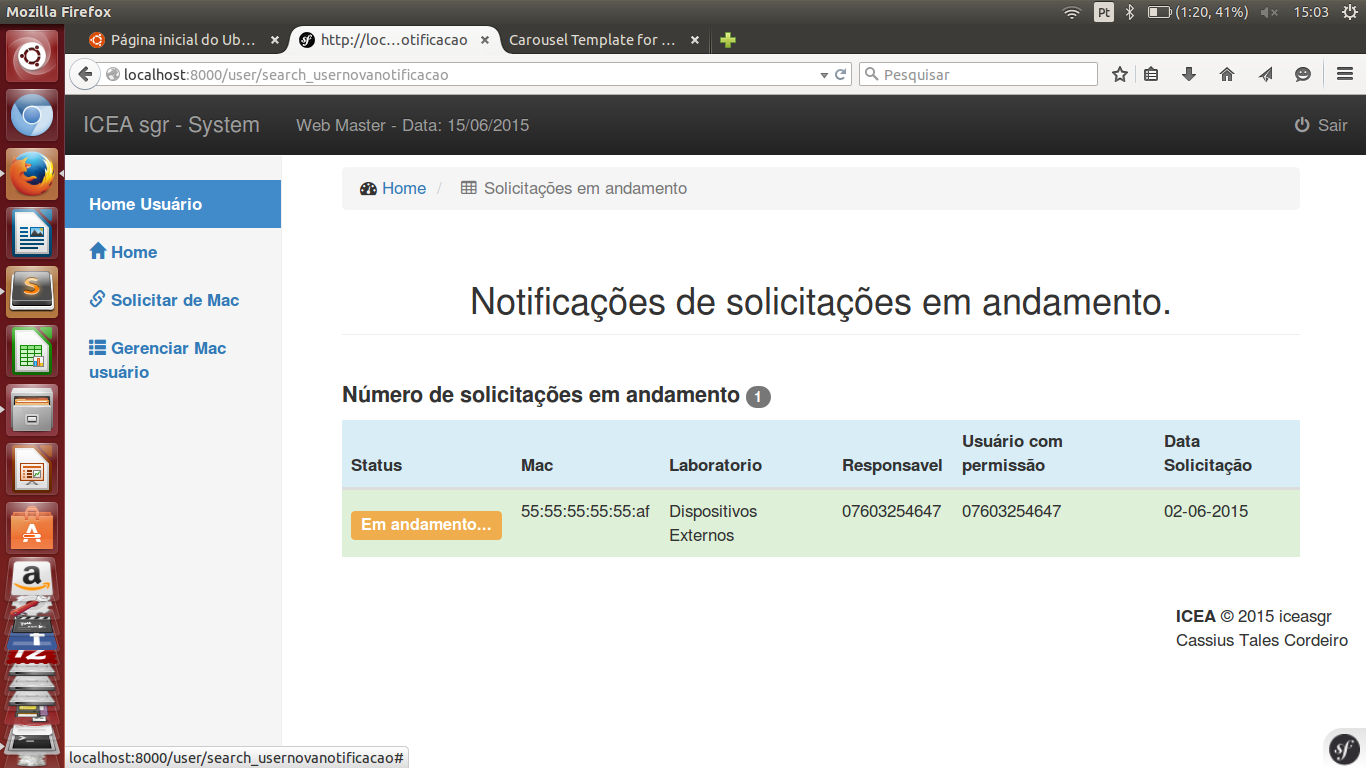 Mozilla Firefox
Pt
(1:20, 41%)
15:03
Página inicial do Ub...
http://loc...otificacao
Carousel Template for ...
localhost:8000/user/search_usernovanotificacao
Pesquisar
ICEA sgr - System
Web Master - Data: 15/06/2015
Sair
Home Usuário
Home
Solicitar de Mac
Gerenciar Mac
usuário
Home / Solicitações em andamento
Notificações de solicitações em andamento.
Número de solicitações em andamento 1
Status Mac Laboratorio Responsavel Usuário com permissão Data Solicitação
Em andamento... 55:55:55:55:55:af Dispositivos Externos 07603254647 07603254647 02-06-2015
ICEA © 2015 iceasgr
Cassius Tales Cordeiro
localhost:8000/user/search_usernovanotificacao#
sf